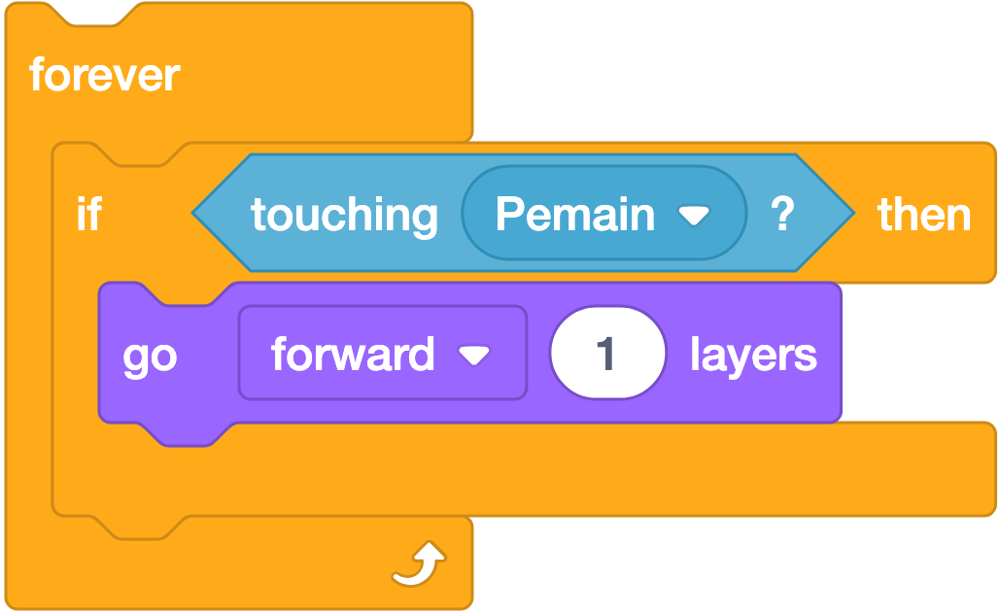 forever
if touching Pemain ? then
go forward 1 layers